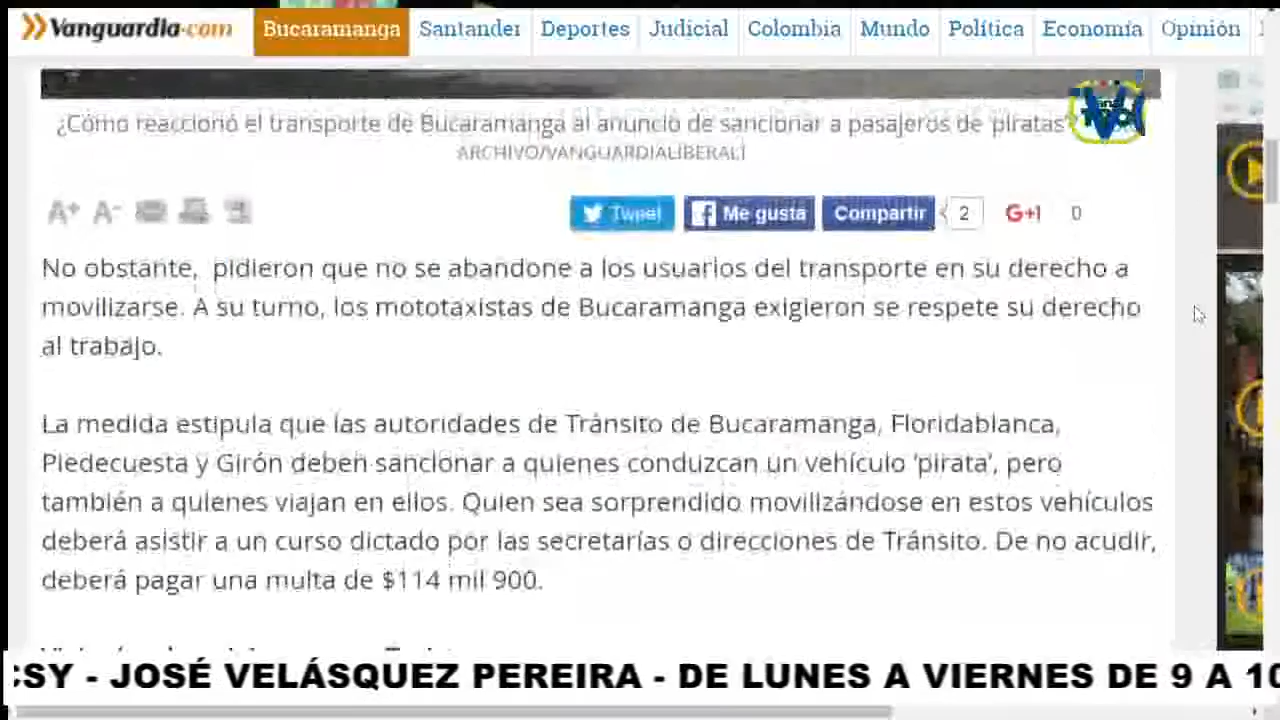 Vanguardia.com Bucaramanga Santander Deportes Judicial Colombia Mundo Política Economía Opinión
¿Cómo reaccionó el transporte de Bucaramanga al anuncio de sancionar a pasajeros de 'piratas'?
ARCHIVO/VANGUARDIALIBERAL)
A+ A- Tweet Me gusta Compartir 2 G+1 0
No obstante, pidieron que no se abandone a los usuarios del transporte en su derecho a
movilizarse. A su turno, los mototaxistas de Bucaramanga exigieron se respete su derecho
al trabajo.
La medida estipula que las autoridades de Tránsito de Bucaramanga, Floridablanca,
Piedecuesta y Girón deben sancionar a quienes conduzcan un vehículo 'pirata', pero
también a quienes viajan en ellos. Quien sea sorprendido movilizándose en estos vehículos
deberá asistir a un curso dictado por las secretarías o direcciones de Tránsito. De no acudir,
deberá pagar una multa de $114 mil 900.
CSY - JOSÉ VELÁSQUEZ PEREIRA - DE LUNES A VIERNES DE 9 A 10